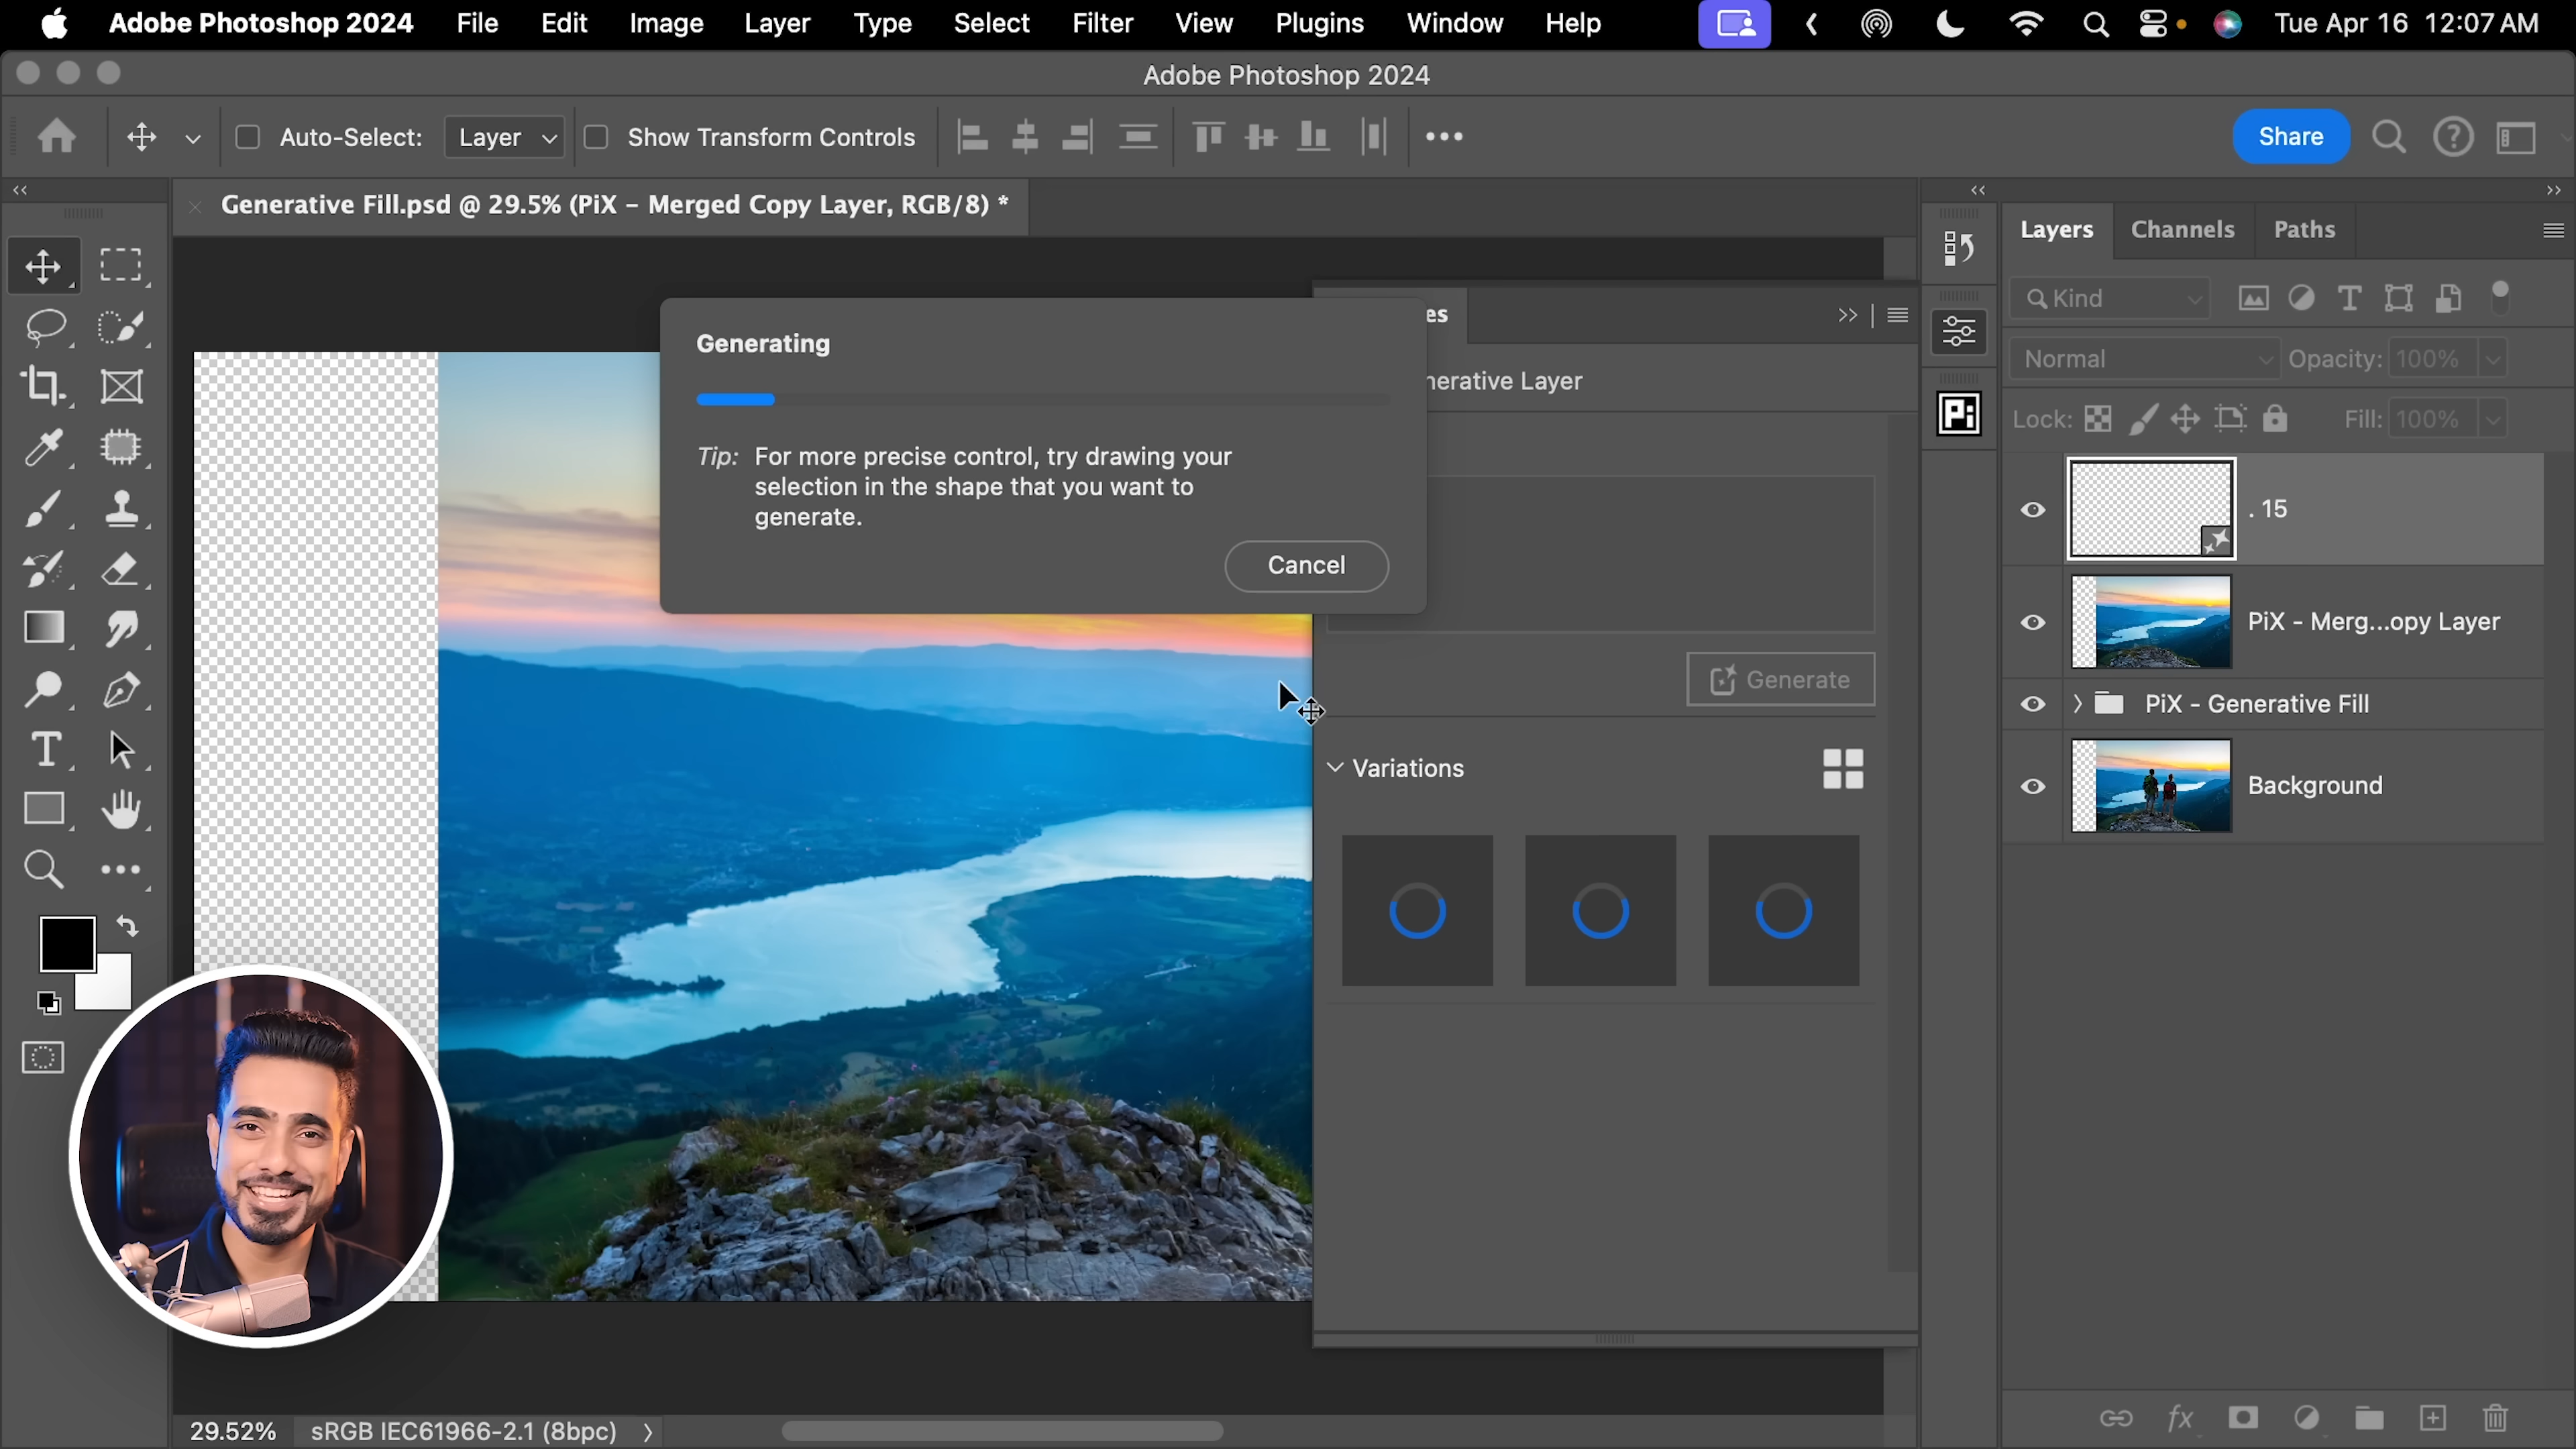 Adobe Photoshop 2024 File Edit Image Layer Type Select Filter View Plugins Window Help Tue Apr 16 12:07 AM
Adobe Photoshop 2024
Auto-Select: Layer Show Transform Controls Share
Generative Fill.psd @ 29.5% (PiX - Merged Copy Layer, RGB/8) *
Generating
Tip: For more precise control, try drawing your
selection in the shape that you want to
generate.
Cancel
es
nerative Layer
Generate
Variations
Pi
Layers Channels Paths
Kind
Normal Opacity: 100%
Lock: Fill: 100%
. 15
PiX - Merg...opy Layer
PiX - Generative Fill
Background
fx
29.52% sRGB IEC61966-2.1 (8bpc)